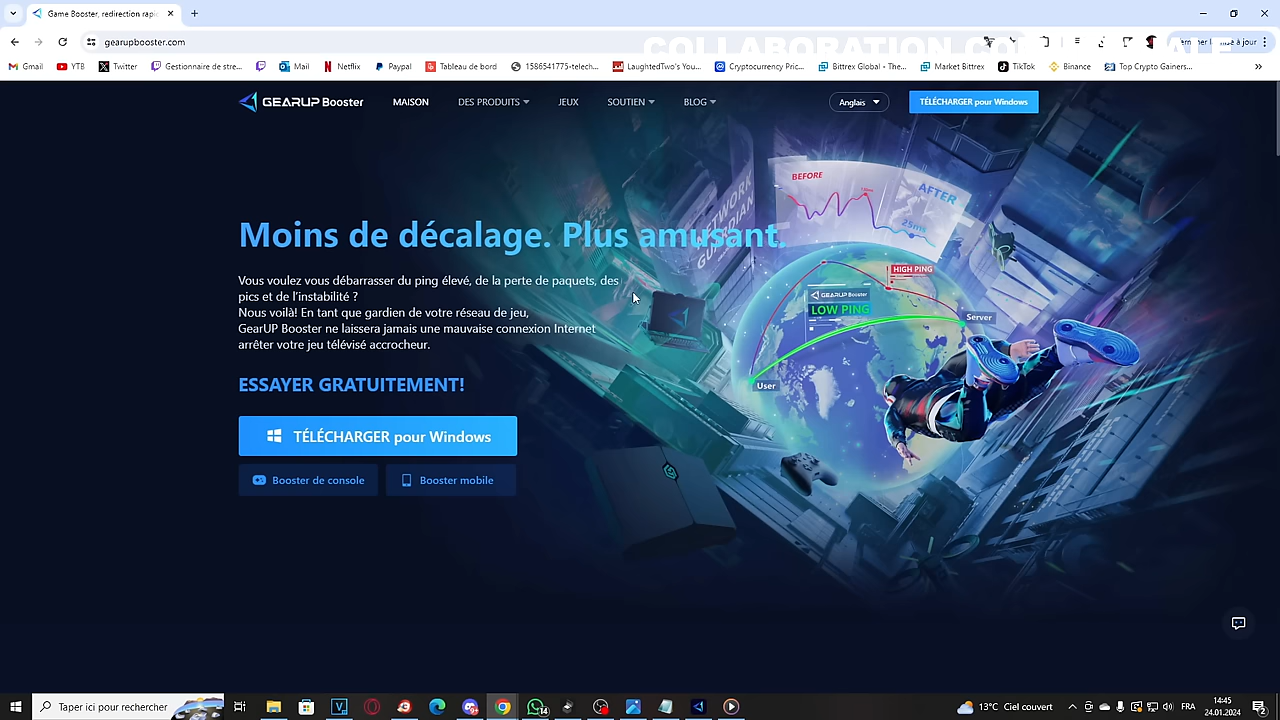 Game Booster, redirection rapi
gearupbooster.com
Gmail
YTB
Twitter
Gestionnaire de stre...
Mail
Netflix
Paypal
Tableau de bord
1586541775-telech...
LaughtedTwo's You...
Cryptocurrency Pric...
Bittrex Global - The...
Market Bittrex
TikTok
Binance
Top Crypto Gainers...
GEARUP Booster
MAISON
DES PRODUITS
JEUX
SOUTIEN
BLOG
Anglais
TÉLÉCHARGER pour Windows
BEFORE
AFTER
25ms
NETWORK
GUARDIAN
Moins de décalage. Plus amusant.
HIGH PING
GEARUP Booster
LOW PING
Server
User
Vous voulez vous débarrasser du ping élevé, de la perte de paquets, des
pics et de l'instabilité ?
Nous voilà! En tant que gardien de votre réseau de jeu,
GearUP Booster ne laissera jamais une mauvaise connexion Internet
arrêter votre jeu télévisé accrocheur.
ESSAYER GRATUITEMENT!
TÉLÉCHARGER pour Windows
Booster de console
Booster mobile
Taper ici pour rechercher
14
13°C Ciel couvert
FRA
14:45
24.01.2024